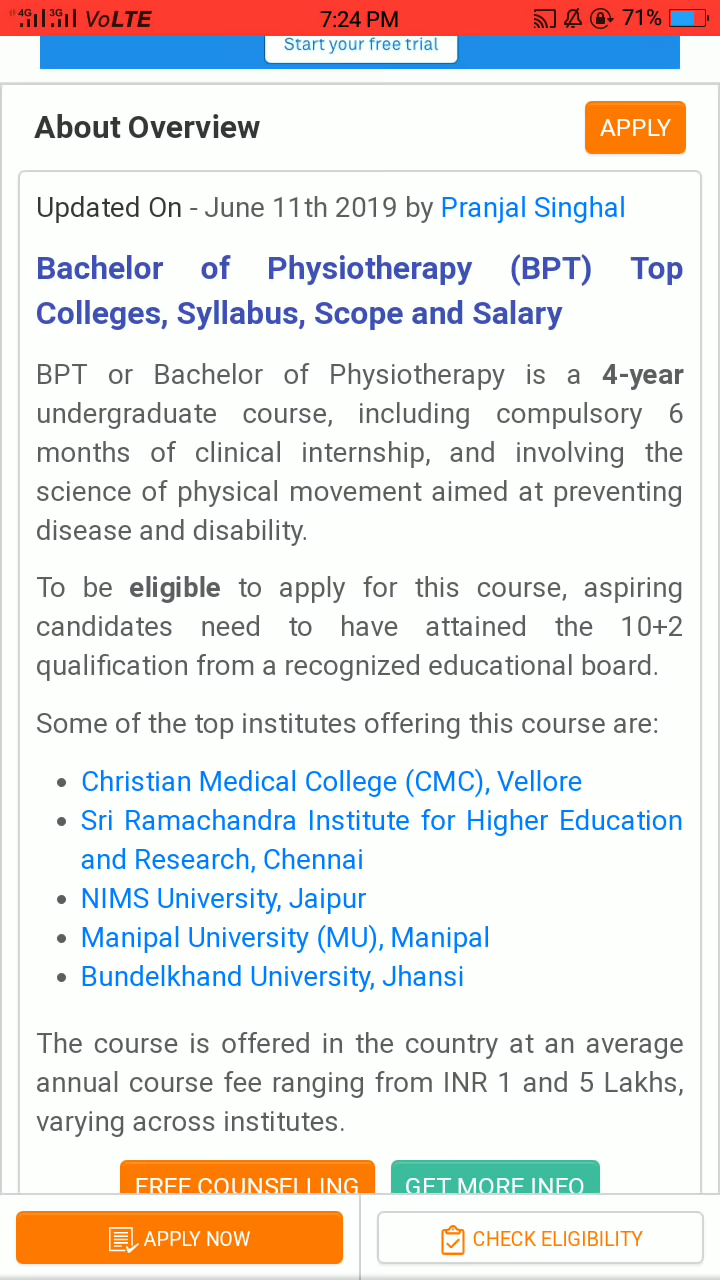 4G 3G VoLTE 7:24 PM 71%
Start your free trial
About Overview
APPLY
Updated On - June 11th 2019 by Pranjal Singhal
Bachelor of Physiotherapy (BPT) Top
Colleges, Syllabus, Scope and Salary
BPT or Bachelor of Physiotherapy is a 4-year
undergraduate course, including compulsory 6
months of clinical internship, and involving the
science of physical movement aimed at preventing
disease and disability.
To be eligible to apply for this course, aspiring
candidates need to have attained the 10+2
qualification from a recognized educational board.
Some of the top institutes offering this course are:
• Christian Medical College (CMC), Vellore
• Sri Ramachandra Institute for Higher Education
and Research, Chennai
• NIMS University, Jaipur
• Manipal University (MU), Manipal
• Bundelkhand University, Jhansi
The course is offered in the country at an average
annual course fee ranging from INR 1 and 5 Lakhs,
varying across institutes.
FREE COUNSELLING GET MORE INFO
APPLY NOW CHECK ELIGIBILITY